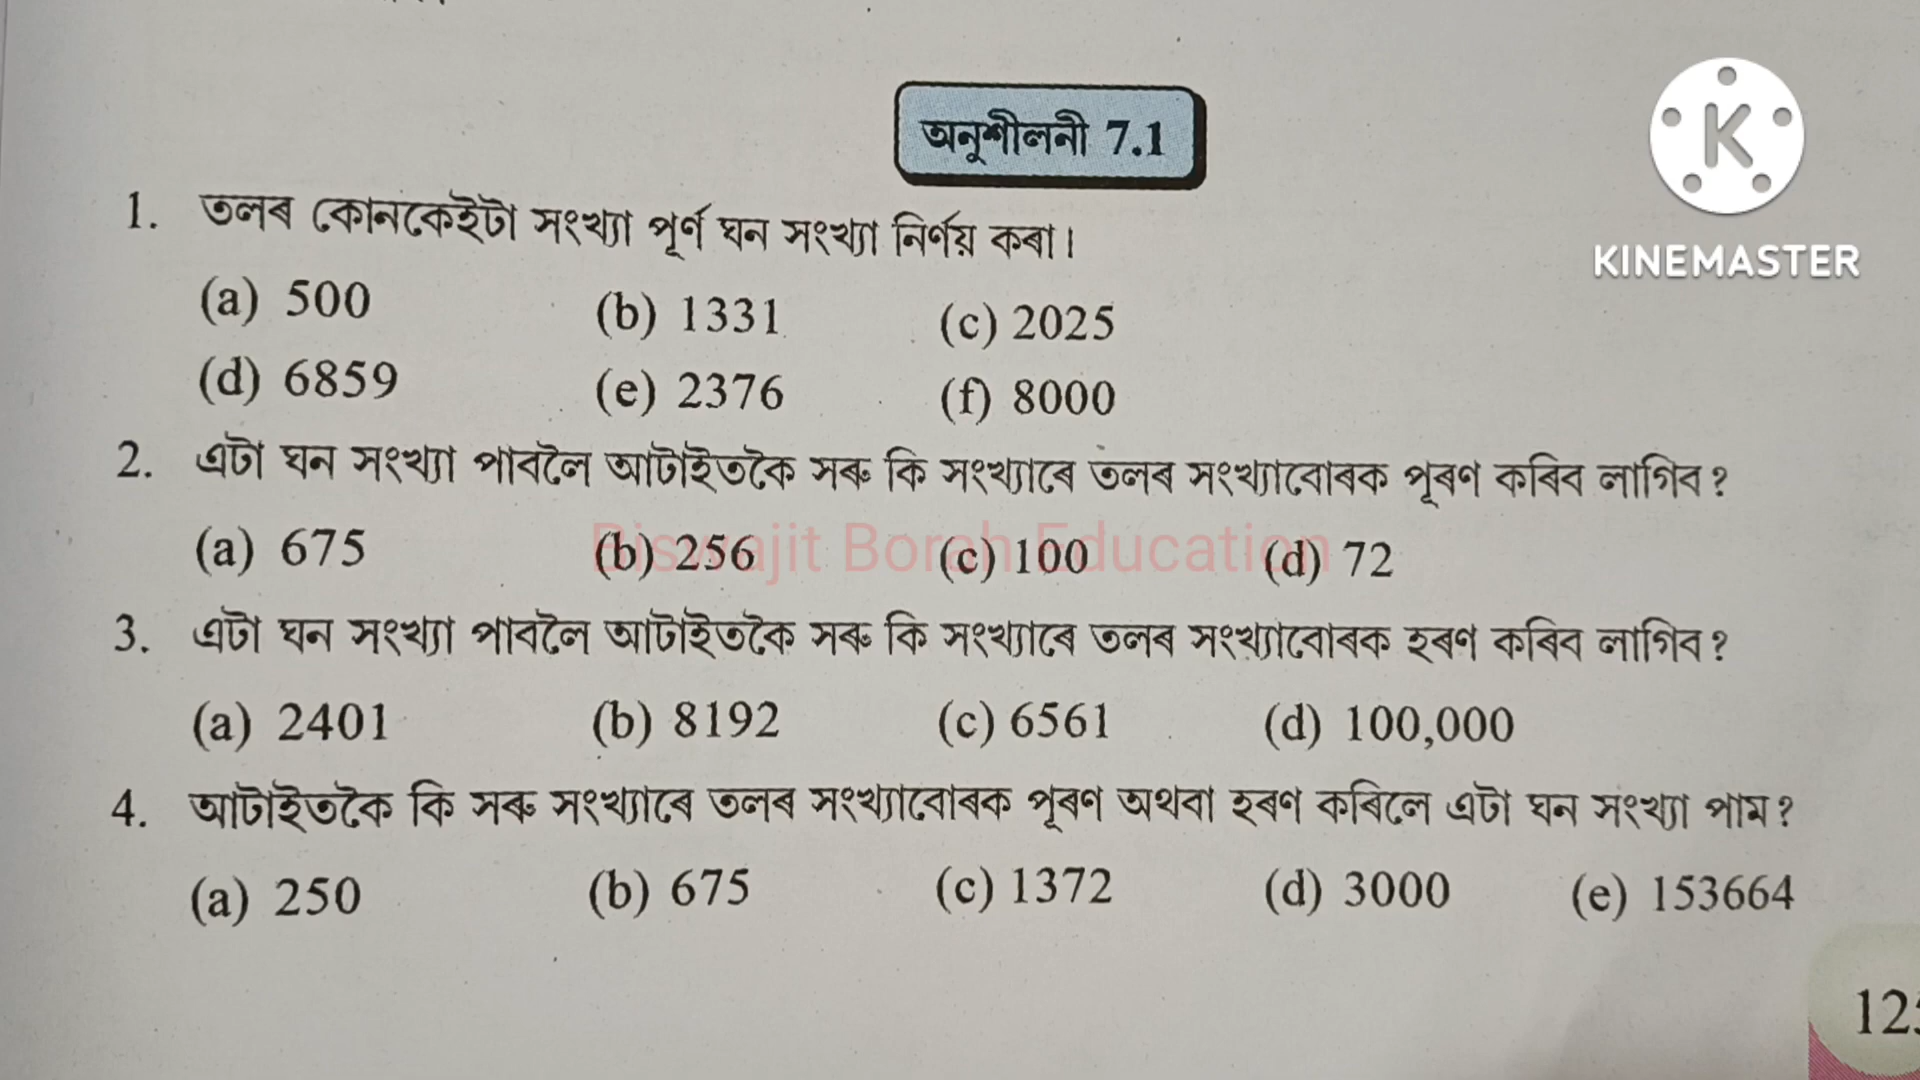 অনুশীলনী 7.1
K
KINEMASTER
1. তলৰ কোনকেইটা সংখ্যা পূৰ্ণ ঘন সংখ্যা নিৰ্ণয় কৰা।
(a) 500 (b) 1331 (c) 2025
(d) 6859 (e) 2376 (f) 8000
2. এটা ঘন সংখ্যা পাবলৈ আটাইতকৈ সৰু কি সংখ্যাৰে তলৰ সংখ্যাবোৰক পূৰণ কৰিব লাগিব?
(a) 675 (b) 256 (c) 100 (d) 72
Biswajit Borah Education
3. এটা ঘন সংখ্যা পাবলৈ আটাইতকৈ সৰু কি সংখ্যাৰে তলৰ সংখ্যাবোৰক হৰণ কৰিব লাগিব?
(a) 2401 (b) 8192 (c) 6561 (d) 100,000
4. আটাইতকৈ কি সৰু সংখ্যাৰে তলৰ সংখ্যাবোৰক পূৰণ অথবা হৰণ কৰিলে এটা ঘন সংখ্যা পাম?
(a) 250 (b) 675 (c) 1372 (d) 3000 (e) 153664